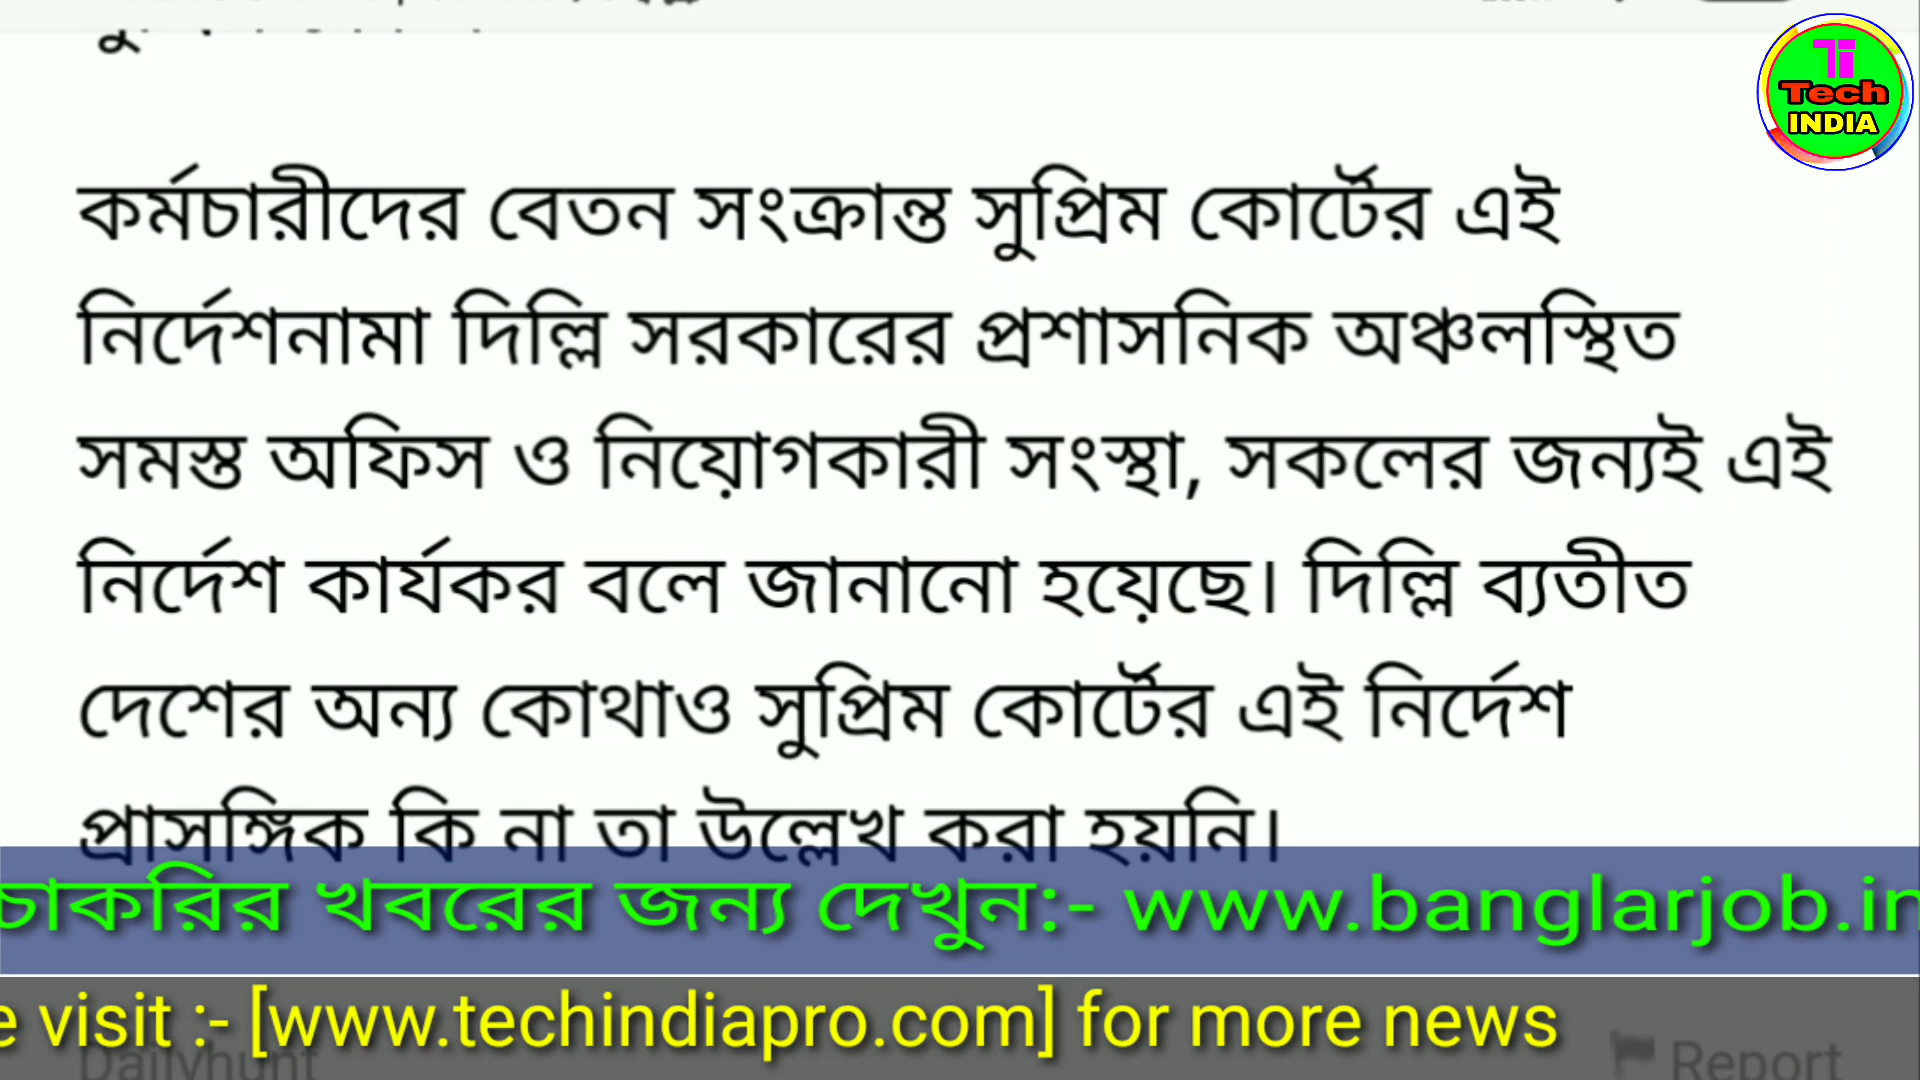 Ti
Tech
INDIA
কর্মচারীদের বেতন সংক্রান্ত সুপ্রিম কোর্টের এই
নির্দেশনামা দিল্লি সরকারের প্রশাসনিক অঞ্চলস্থিত
সমস্ত অফিস ও নিয়োগকারী সংস্থা, সকলের জন্যই এই
নির্দেশ কার্যকর বলে জানানো হয়েছে। দিল্লি ব্যতীত
দেশের অন্য কোথাও সুপ্রিম কোর্টের এই নির্দেশ
প্রাসঙ্গিক কি না তা উল্লেখ করা হয়নি।
চাকরির খবরের জন্য দেখুন:- www.banglarjob.in
e visit :- [www.techindiapro.com] for more news
Dailyhunt Report